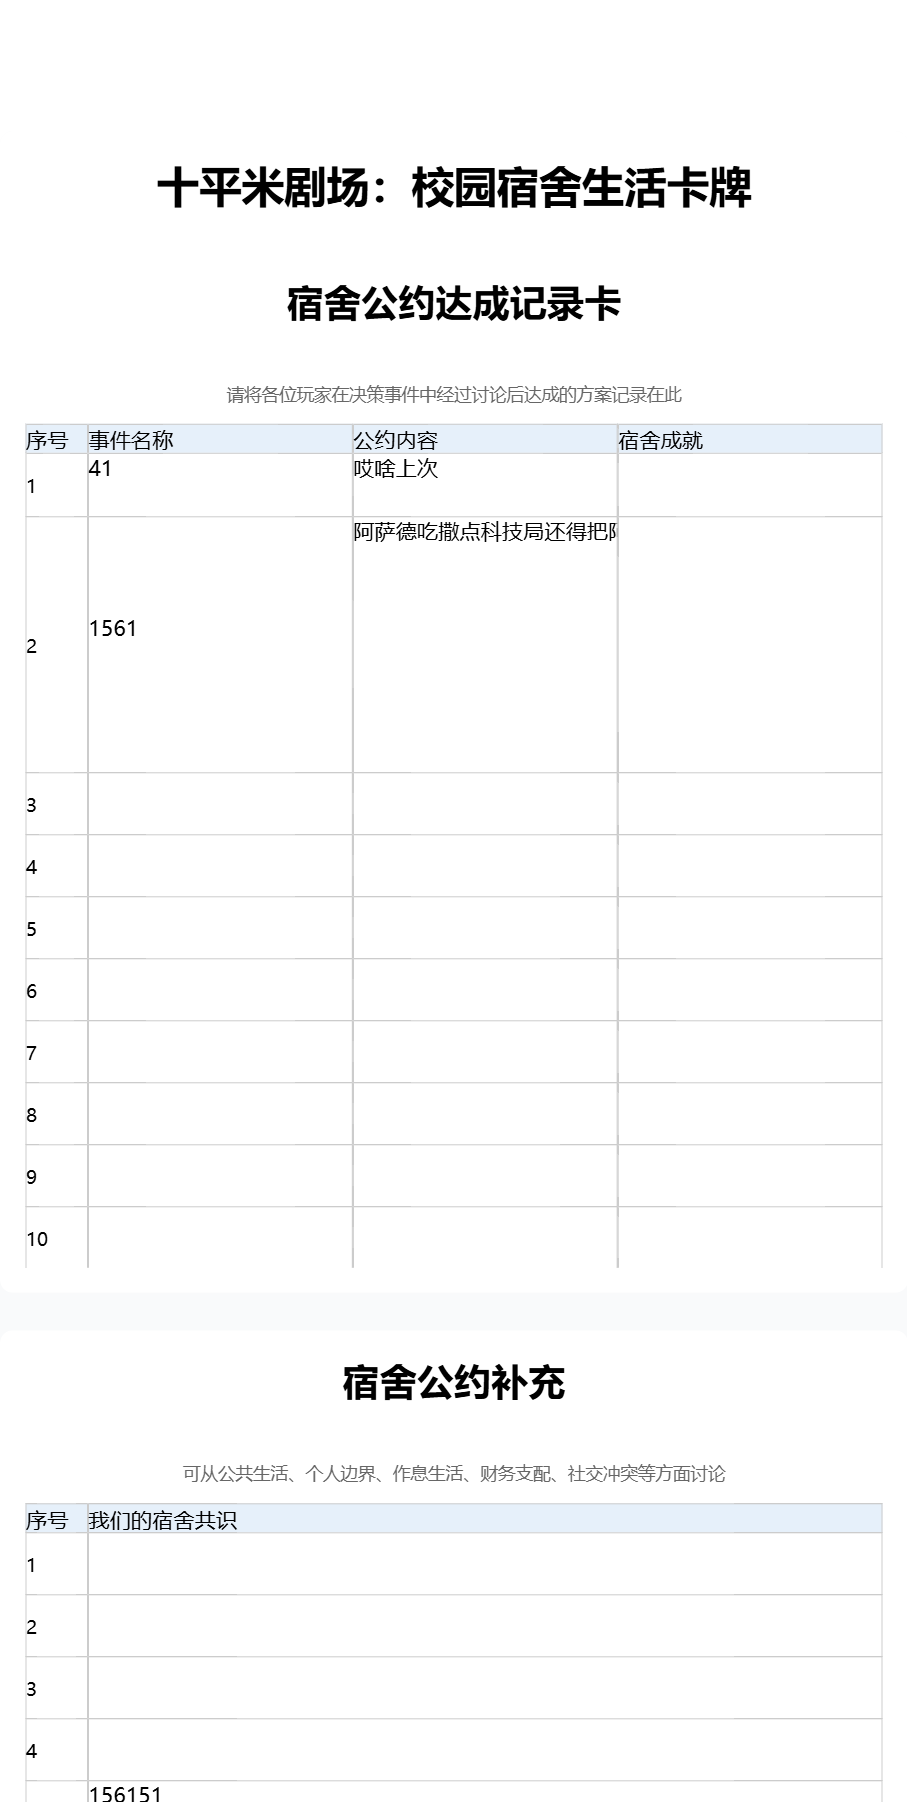 十平米剧场：校园宿舍生活卡牌
宿舍公约达成记录卡
请将各位玩家在决策事件中经过讨论后达成的方案记录在此
序号 事件名称 公约内容 宿舍成就
1 41 哎啥上次
2 1561 阿萨德吃撒点科技局还得把
3
4
5
6
7
8
9
10
宿舍公约补充
可从公共生活、个人边界、作息生活、财务支配、社交冲突等方面讨论
序号 我们的宿舍共识
1
2
3
4
156151